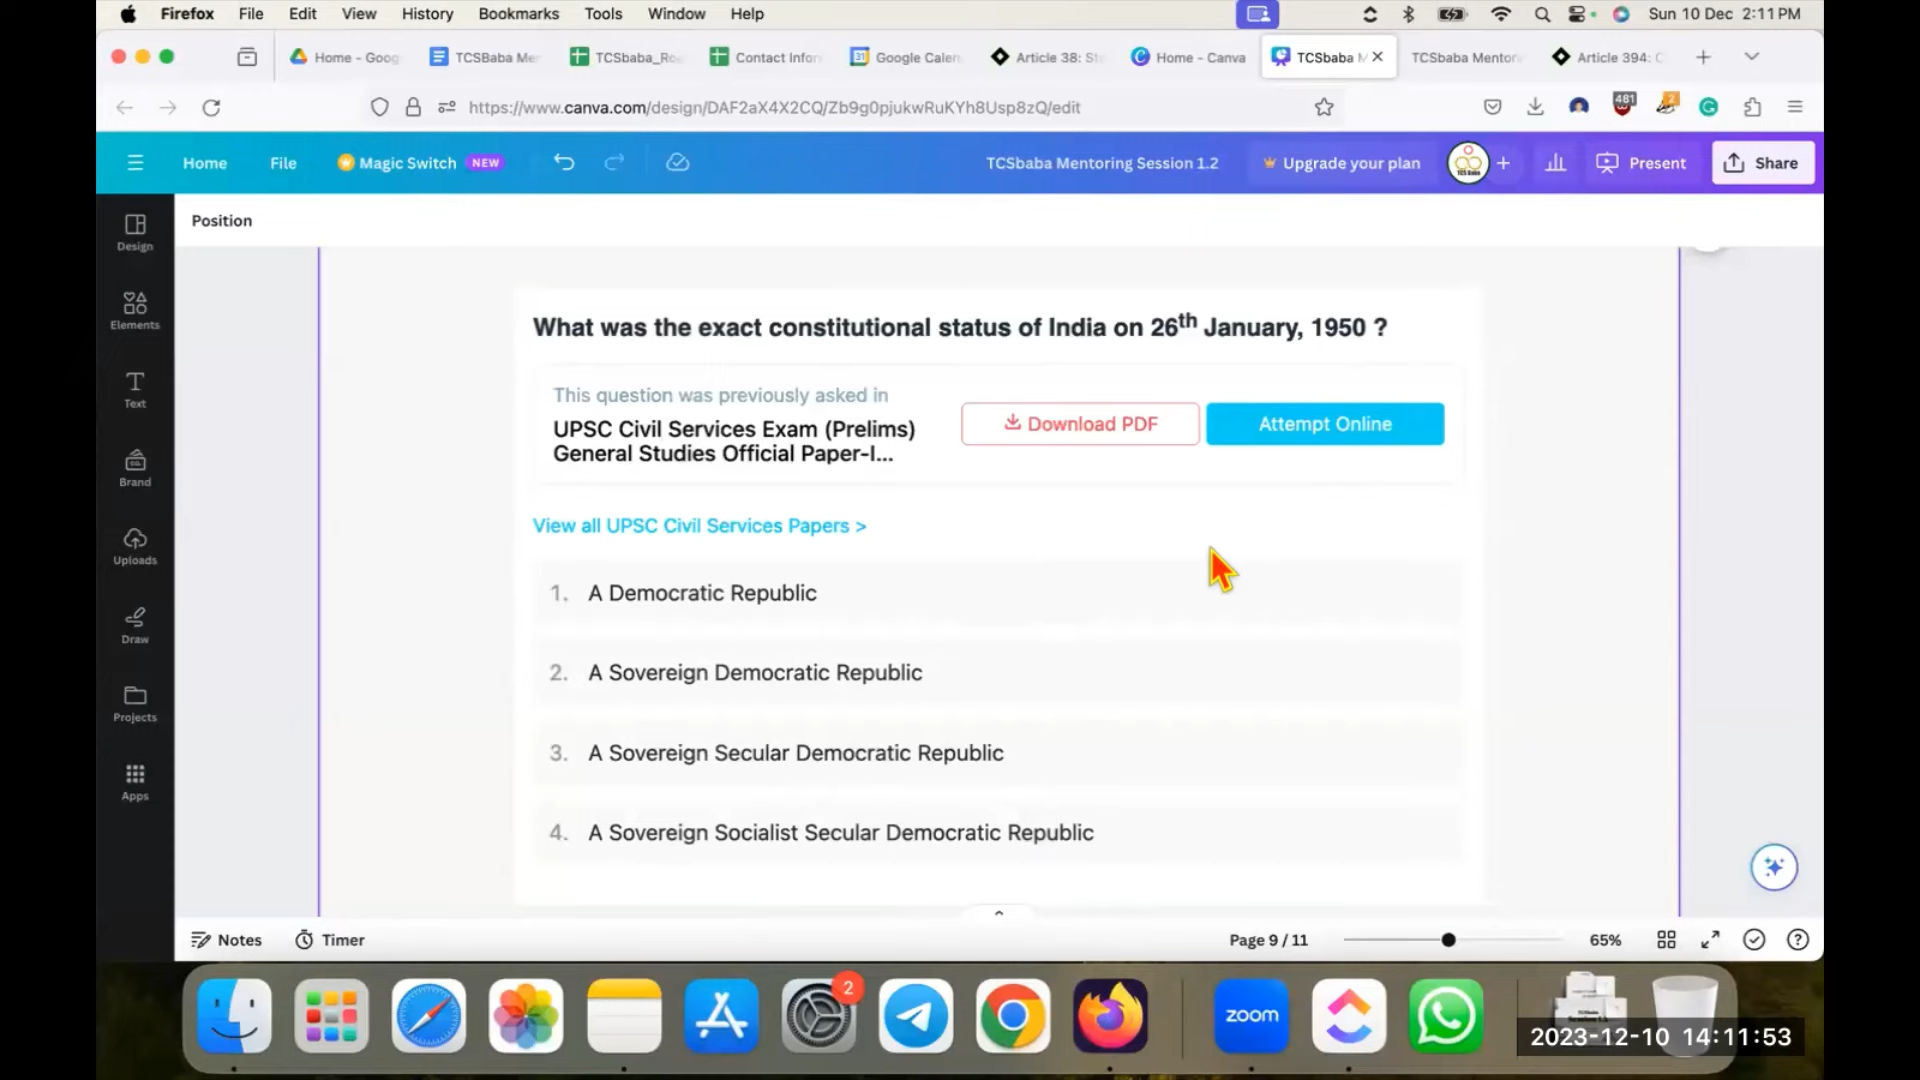 Firefox File Edit View History Bookmarks Tools Window Help Sun 10 Dec 2:11 PM
Home - Goog TCSBaba Me TCSbaba_Ro Contact Infor Google Calen Article 38: St Home - Canva TCSbaba M TCSbaba Mentor Article 394: C
https://www.canva.com/design/DAF2aX4X2CQ/Zb9g0pjukwRuKYh8Usp8zQ/edit 481 2
Home File Magic Switch NEW TCSbaba Mentoring Session 1.2 Upgrade your plan Present Share
Position
Design
Elements
Text
Brand
Uploads
Draw
Projects
Apps
What was the exact constitutional status of India on 26th January, 1950 ?
This question was previously asked in
UPSC Civil Services Exam (Prelims)
General Studies Official Paper-I...
Download PDF
Attempt Online
View all UPSC Civil Services Papers >
1. A Democratic Republic
2. A Sovereign Democratic Republic
3. A Sovereign Secular Democratic Republic
4. A Sovereign Socialist Secular Democratic Republic
Notes Timer Page 9 / 11 65%
2
zoom
2023-12-10 14:11:53